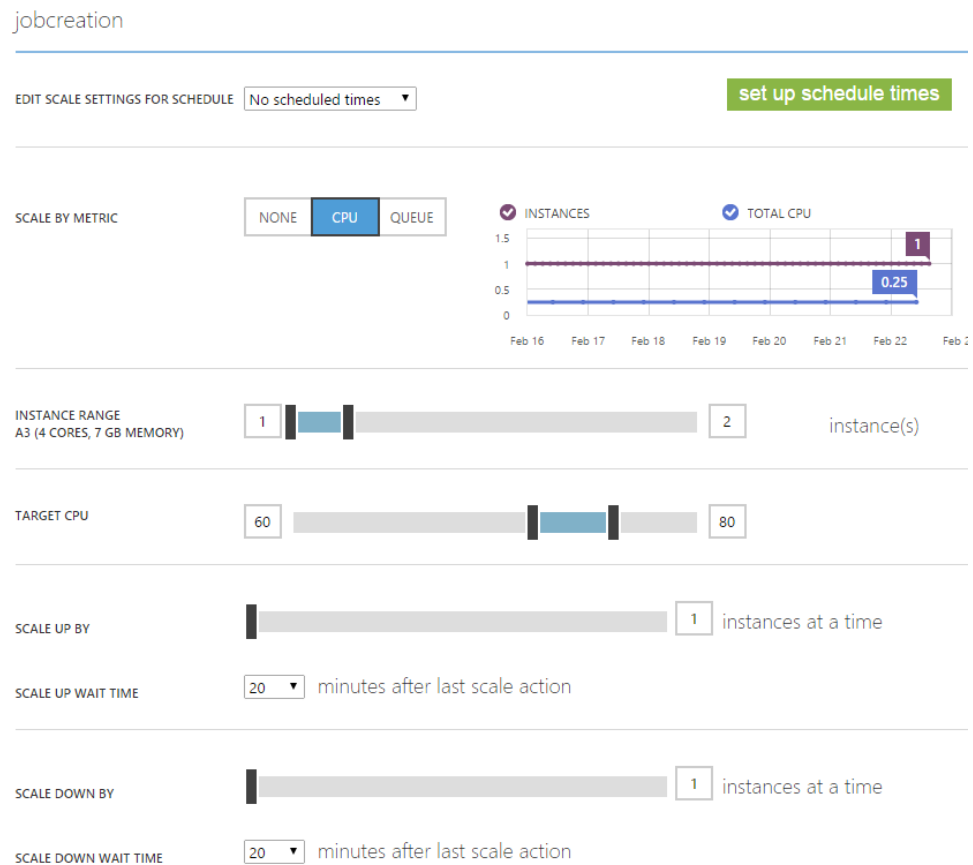 jobcreation
EDIT SCALE SETTINGS FOR SCHEDULE No scheduled times
set up schedule times
SCALE BY METRIC NONE CPU QUEUE
INSTANCES TOTAL CPU
1.5
1
0.5
0
1
0.25
Feb 16 Feb 17 Feb 18 Feb 19 Feb 20 Feb 21 Feb 22 Feb 2
INSTANCE RANGE
A3 (4 CORES, 7 GB MEMORY)
1 2 instance(s)
TARGET CPU 60 80
SCALE UP BY 1 instances at a time
SCALE UP WAIT TIME 20 minutes after last scale action
SCALE DOWN BY 1 instances at a time
SCALE DOWN WAIT TIME 20 minutes after last scale action